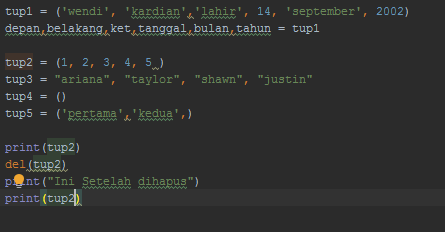 tup1 = ('wendi', 'kardian','lahir', 14, 'september', 2002)
depan,belakang,ket,tanggal,bulan,tahun = tup1
tup2 = (1, 2, 3, 4, 5,)
tup3 = "ariana", "taylor", "shawn", "justin"
tup4 = ()
tup5 = ('pertama','kedua',)
print(tup2)
del(tup2)
print("Ini Setelah dihapus")
print(tup2)